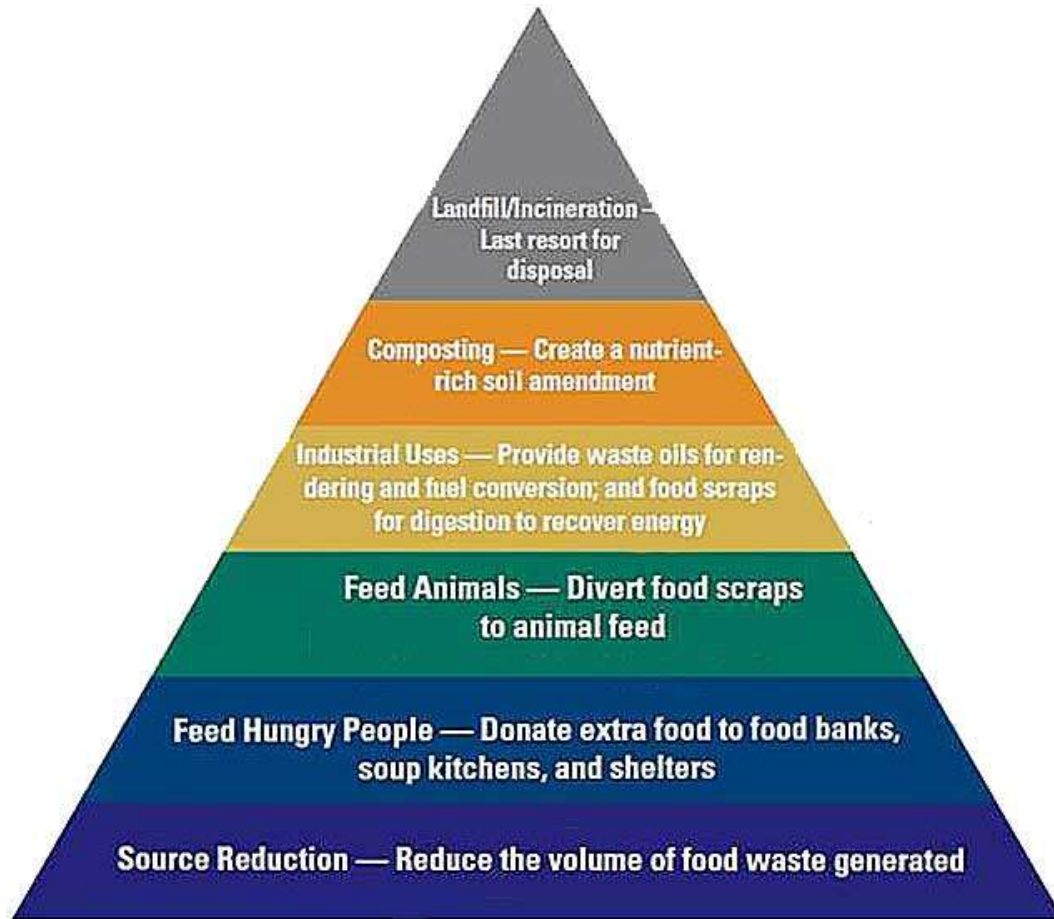 Landfill/Incineration —
Last resort for
disposal
Composting — Create a nutrient-
rich soil amendment
Industrial Uses — Provide waste oils for ren-
dering and fuel conversion; and food scraps
for digestion to recover energy
Feed Animals — Divert food scraps
to animal feed
Feed Hungry People — Donate extra food to food banks,
soup kitchens, and shelters
Source Reduction — Reduce the volume of food waste generated